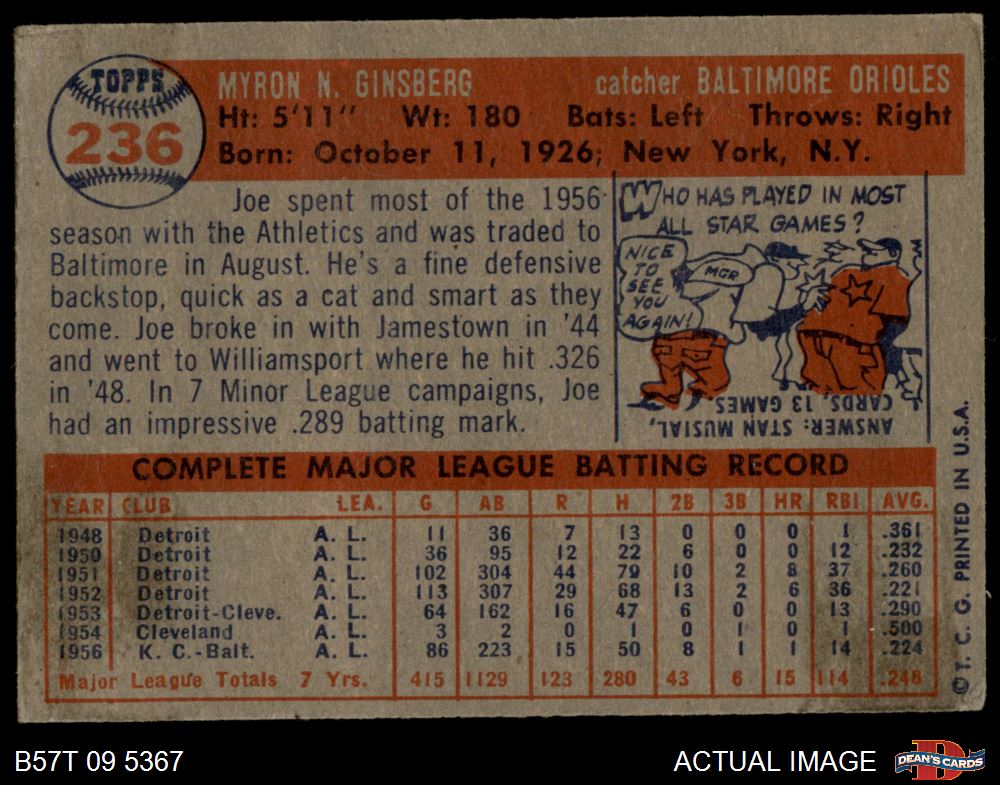 TOPPS
236
MYRON N. GINSBERG catcher BALTIMORE ORIOLES
Ht: 5'11" Wt: 180 Bats: Left Throws: Right
Born: October 11, 1926; New York, N.Y.
Joe spent most of the 1956
season with the Athletics and was traded to
Baltimore in August. He's a fine defensive
backstop, quick as a cat and smart as they
come. Joe broke in with Jamestown in '44
and went to Williamsport where he hit .326
in '48. In 7 Minor League campaigns, Joe
had an impressive .289 batting mark.
WHO HAS PLAYED IN MOST
ALL STAR GAMES?
NICE
TO
SEE
YOU
AGAIN!
MGR
ANSWER: STAN MUSIAL,
CARDS, 13 GAMES
COMPLETE MAJOR LEAGUE BATTING RECORD
YEAR CLUB LEA. G AB R H 2B 3B HR RBI AVG.
1948 Detroit A. L. 11 36 7 13 0 0 0 1 .361
1950 Detroit A. L. 36 95 12 22 6 0 0 12 .232
1951 Detroit A. L. 102 304 44 79 10 2 8 37 .260
1952 Detroit A. L. 113 307 29 68 13 2 6 36 .221
1953 Detroit-Cleve. A. L. 64 162 16 47 6 0 0 13 .290
1954 Cleveland A. L. 3 2 0 1 0 1 0 1 .500
1956 K. C.-Balt. A. L. 86 223 15 50 8 1 1 14 .224
Major League Totals 7 Yrs. 415 1129 123 280 43 6 15 114 .248
© T. C. G. PRINTED IN U.S.A.
B57T 09 5367
ACTUAL IMAGE
DEAN'S CARDS